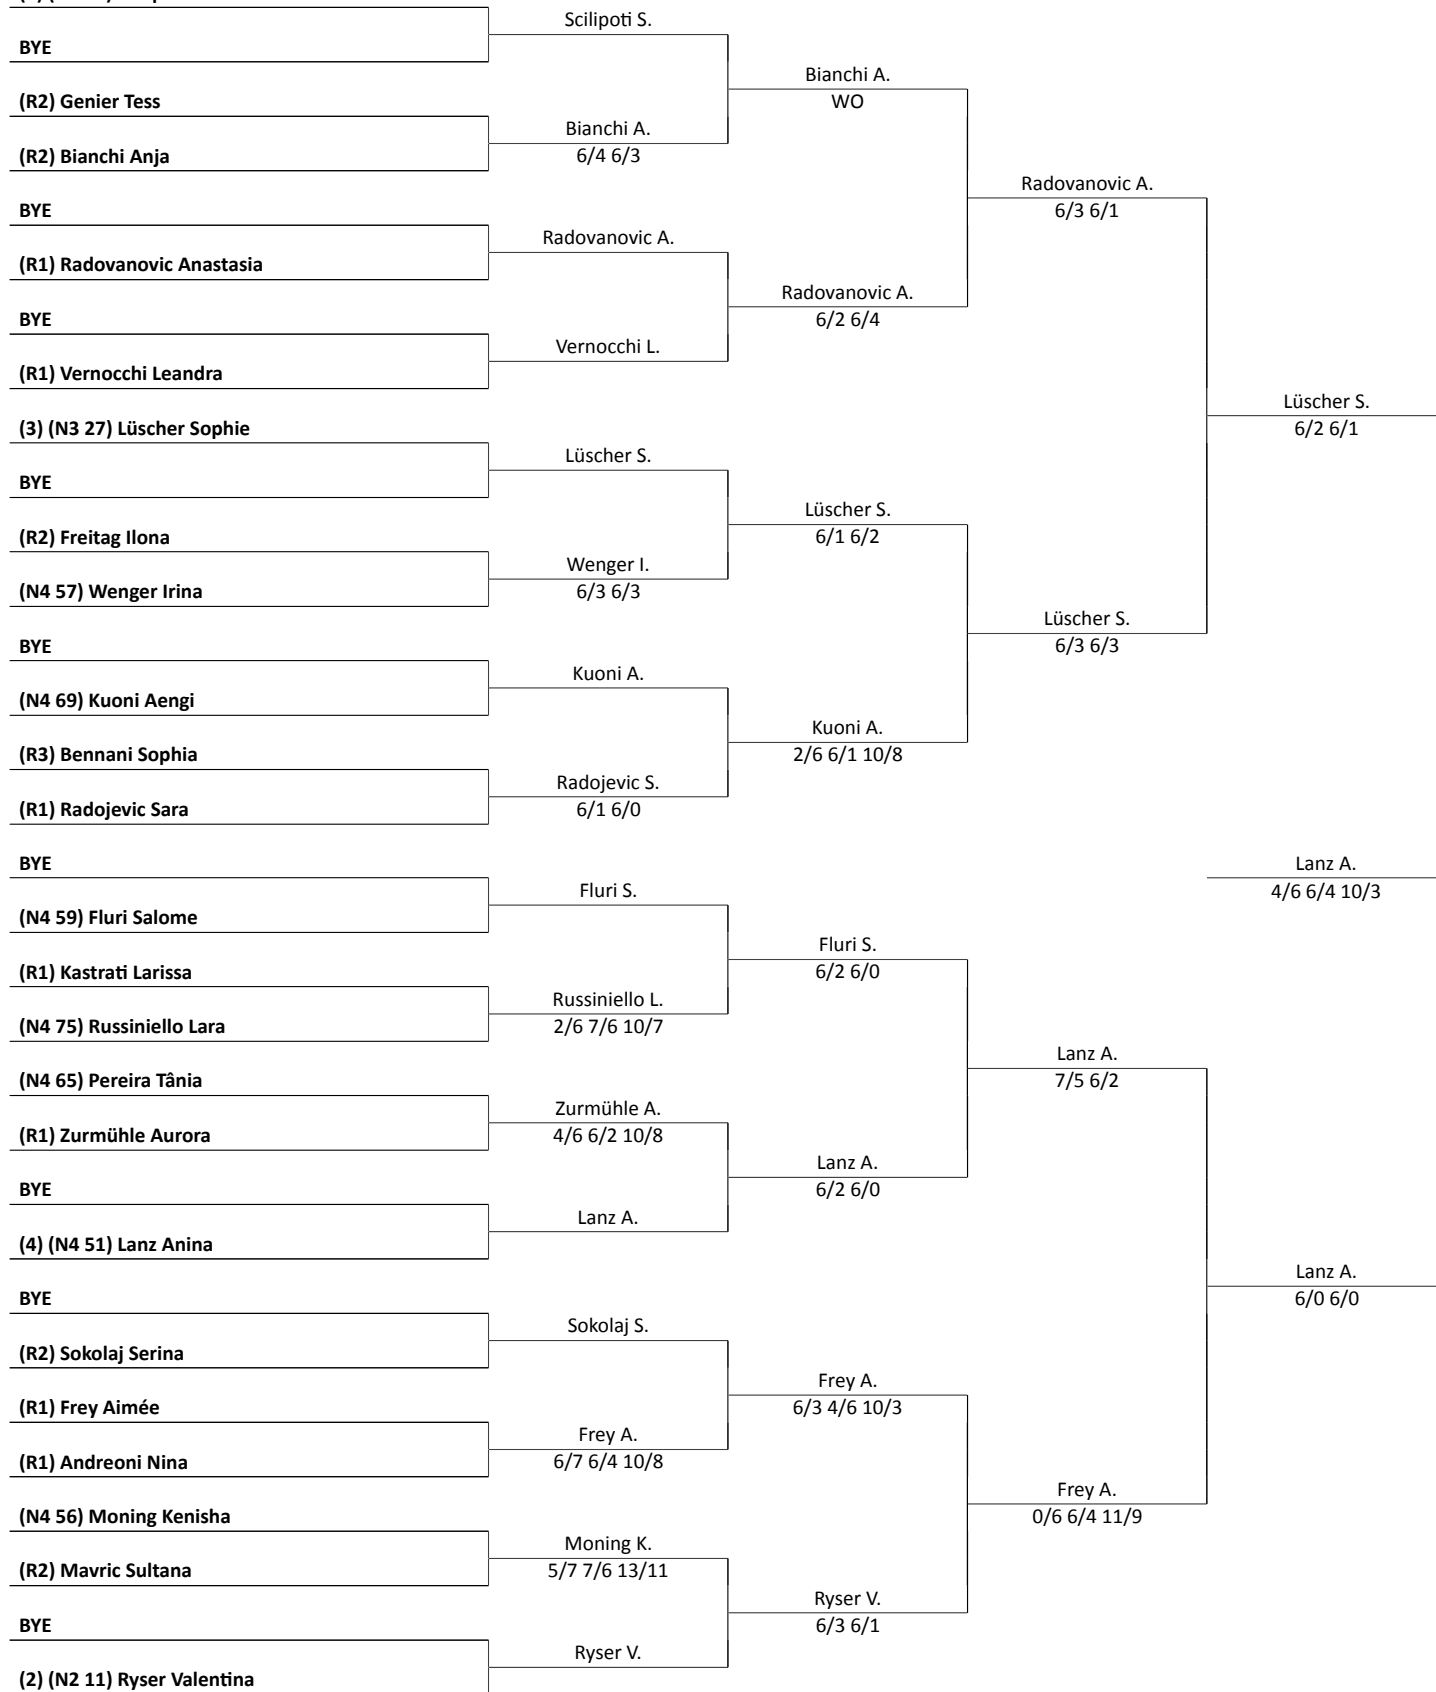 BYE
(R2) Genier Tess
(R2) Bianchi Anja
BYE
(R1) Radovanovic Anastasia
BYE
(R1) Vernocchi Leandra
(3) (N3 27) Lüscher Sophie
BYE
(R2) Freitag Ilona
(N4 57) Wenger Irina
BYE
(N4 69) Kuoni Aengi
(R3) Bennani Sophia
(R1) Radojevic Sara
BYE
(N4 59) Fluri Salome
(R1) Kastrati Larissa
(N4 75) Russiniello Lara
(N4 65) Pereira Tânia
(R1) Zurmühle Aurora
BYE
(4) (N4 51) Lanz Anina
BYE
(R2) Sokolaj Serina
(R1) Frey Aimée
(R1) Andreoni Nina
(N4 56) Moning Kenisha
(R2) Mavric Sultana
BYE
(2) (N2 11) Ryser Valentina
Scilipoti S.
Bianchi A.
6/4 6/3
Radovanovic A.
Vernocchi L.
Lüscher S.
Wenger I.
6/3 6/3
Kuoni A.
Radojevic S.
6/1 6/0
Fluri S.
Russiniello L.
2/6 7/6 10/7
Zurmühle A.
4/6 6/2 10/8
Lanz A.
Sokolaj S.
Frey A.
6/7 6/4 10/8
Moning K.
5/7 7/6 13/11
Ryser V.
Bianchi A.
WO
Radovanovic A.
6/2 6/4
Lüscher S.
6/1 6/2
Kuoni A.
2/6 6/1 10/8
Fluri S.
6/2 6/0
Lanz A.
6/2 6/0
Frey A.
6/3 4/6 10/3
Ryser V.
6/3 6/1
Radovanovic A.
6/3 6/1
Lüscher S.
6/3 6/3
Lanz A.
7/5 6/2
Frey A.
0/6 6/4 11/9
Lüscher S.
6/2 6/1
Lanz A.
4/6 6/4 10/3
Lanz A.
6/0 6/0